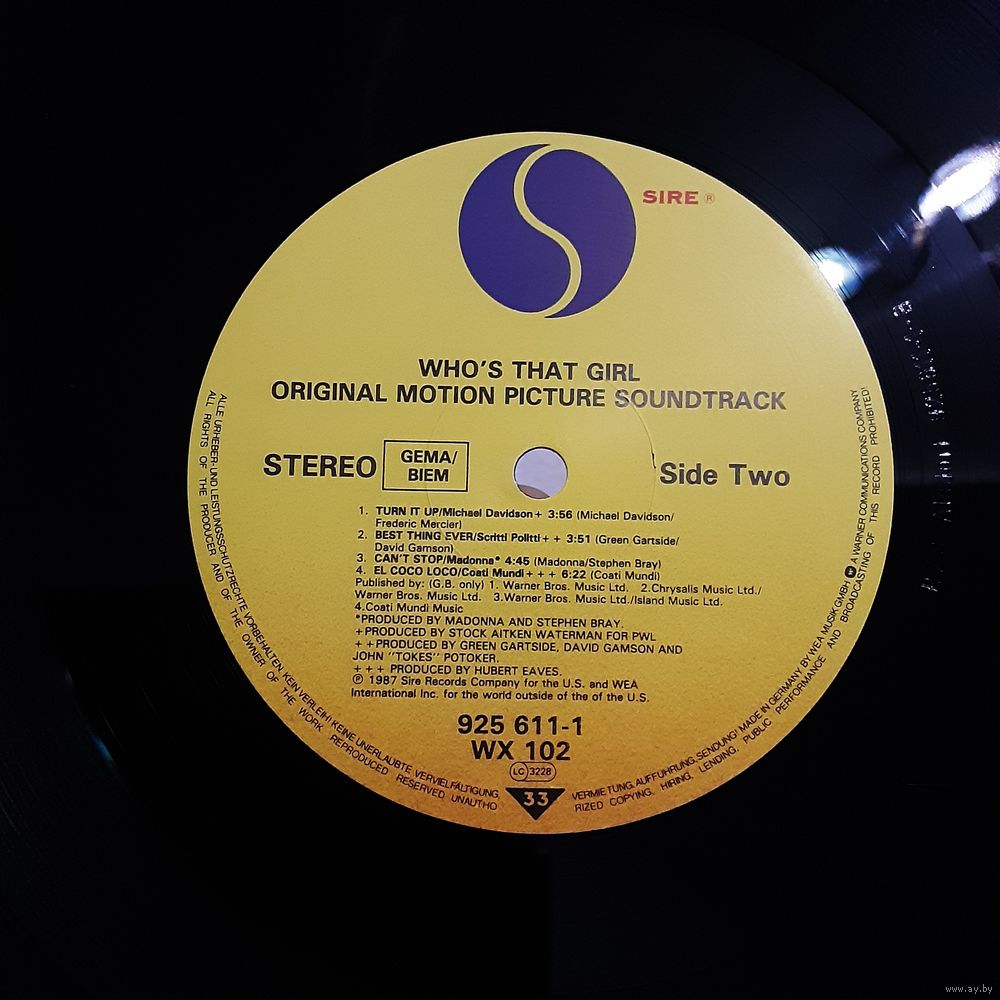 SIRE ®
WHO'S THAT GIRL
ORIGINAL MOTION PICTURE SOUNDTRACK
STEREO
GEMA/
BIEM
Side Two
1. TURN IT UP/Michael Davidson+ 3:56 (Michael Davidson/
Frederic Mercier)
2. BEST THING EVER/Scritti Politti++ 3:51 (Green Gartside/
David Gamson)
3. CAN'T STOP/Madonna* 4:45 (Madonna/Stephen Bray)
4. EL COCO LOCO/Coati Mundi+++ 6:22 (Coati Mundi)
Published by: (G.B. only) 1. Warner Bros. Music Ltd. 2.Chrysalis Music Ltd./
Warner Bros. Music Ltd. 3.Warner Bros. Music Ltd./Island Music Ltd.
4.Coati Mundi Music
*PRODUCED BY MADONNA AND STEPHEN BRAY.
+PRODUCED BY STOCK AITKEN WATERMAN FOR PWL
++PRODUCED BY GREEN GARTSIDE, DAVID GAMSON AND
JOHN "TOKES" POTOKER.
+++ PRODUCED BY HUBERT EAVES.
℗ 1987 Sire Records Company for the U.S. and WEA
International Inc. for the world outside of the of the U.S.
925 611-1
WX 102
LC 3228
33
ALLE URHEBER- UND LEISTUNGSSCHUTZRECHTE VORBEHALTEN. KEIN VERLEIH! KEINE UNERLAUBTE VERVIELFÄLTIGUNG, VERMIETUNG, AUFFÜHRUNG, SENDUNG! MADE IN GERMANY BY WEA MUSIK GMBH A WARNER COMMUNICATIONS COMPANY
ALL RIGHTS OF THE PRODUCER AND OF THE OWNER OF THE WORK REPRODUCED RESERVED UNAUTHORIZED COPYING, HIRING, LENDING, PUBLIC PERFORMANCE AND BROADCASTING OF THIS RECORD PROHIBITED!
www.ay.by